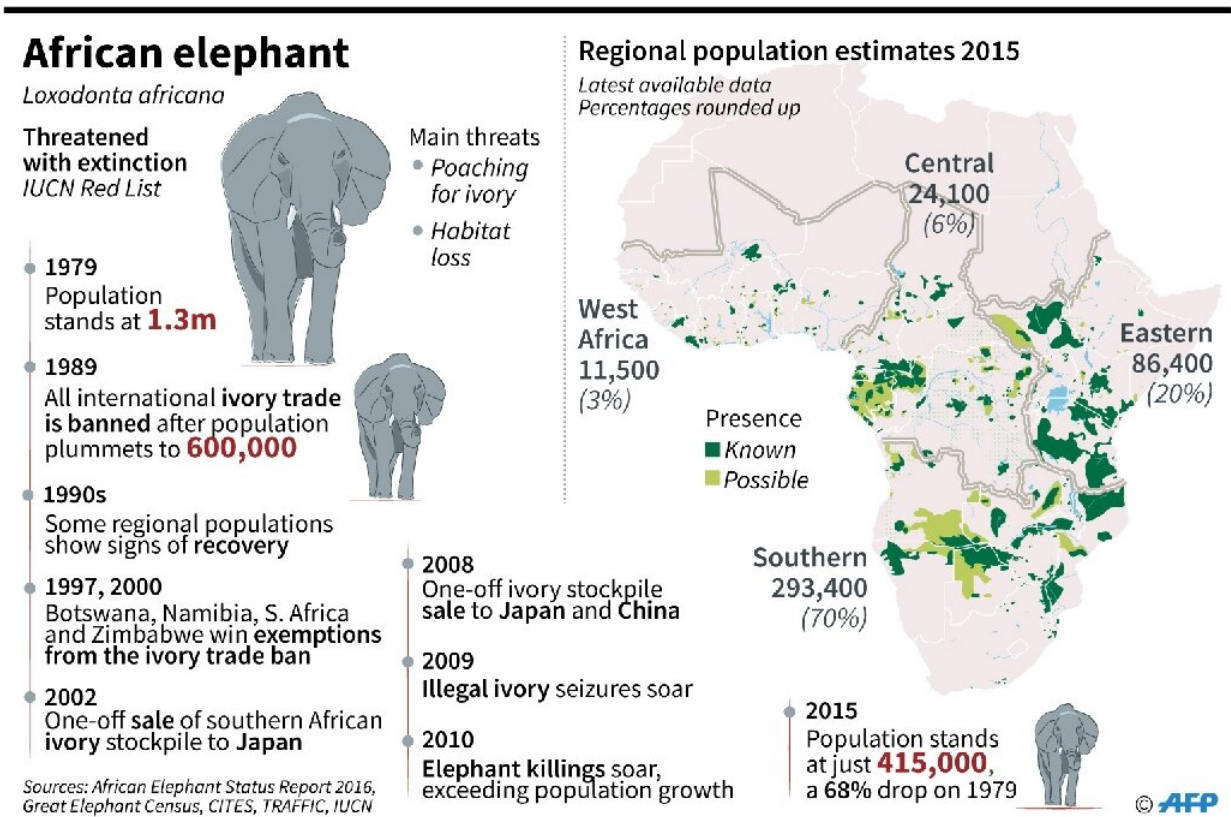 African elephant
Loxodonta africana
Threatened
with extinction
IUCN Red List
Main threats
Poaching
for ivory
Habitat
loss
1979
Population
stands at 1.3m
1989
All international ivory trade
is banned after population
plummets to 600,000
1990s
Some regional populations
show signs of recovery
1997, 2000
Botswana, Namibia, S. Africa
and Zimbabwe win exemptions
from the ivory trade ban
2002
One-off sale of southern African
ivory stockpile to Japan
2008
One-off ivory stockpile
sale to Japan and China
2009
Illegal ivory seizures soar
2010
Elephant killings soar,
exceeding population growth
2015
Population stands
at just 415,000,
a 68% drop on 1979
Regional population estimates 2015
Latest available data
Percentages rounded up
Central
24,100
(6%)
West
Africa
11,500
(3%)
Eastern
86,400
(20%)
Presence
Known
Possible
Southern
293,400
(70%)
Sources: African Elephant Status Report 2016,
Great Elephant Census, CITES, TRAFFIC, IUCN
© AFP